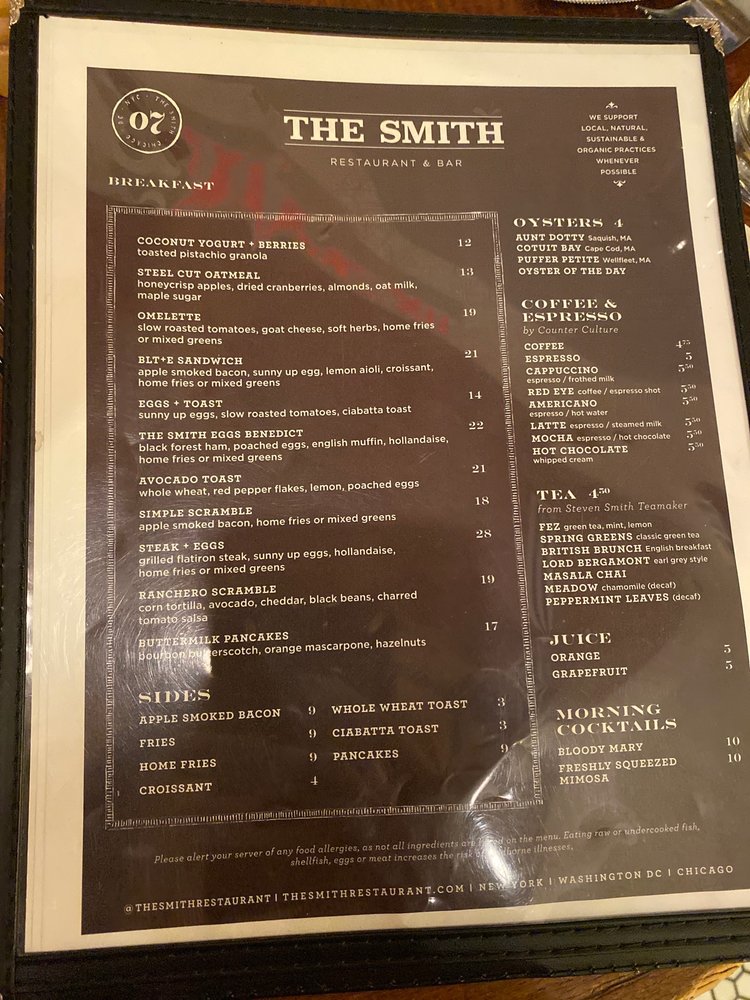 NYC • THE SMITH
CHICAGO • DC
07
THE SMITH
RESTAURANT & BAR
WE SUPPORT
LOCAL, NATURAL,
SUSTAINABLE &
ORGANIC PRACTICES
WHENEVER
POSSIBLE
BREAKFAST
COCONUT YOGURT + BERRIES 12
toasted pistachio granola
STEEL CUT OATMEAL 13
honeycrisp apples, dried cranberries, almonds, oat milk,
maple sugar
OMELETTE 19
slow roasted tomatoes, goat cheese, soft herbs, home fries
or mixed greens
BLT+E SANDWICH 21
apple smoked bacon, sunny up egg, lemon aioli, croissant,
home fries or mixed greens
EGGS + TOAST 14
sunny up eggs, slow roasted tomatoes, ciabatta toast
THE SMITH EGGS BENEDICT 22
black forest ham, poached eggs, english muffin, hollandaise,
home fries or mixed greens
AVOCADO TOAST 21
whole wheat, red pepper flakes, lemon, poached eggs
SIMPLE SCRAMBLE 18
apple smoked bacon, home fries or mixed greens
STEAK + EGGS 28
grilled flatiron steak, sunny up eggs, hollandaise,
home fries or mixed greens
RANCHERO SCRAMBLE 19
corn tortilla, avocado, cheddar, black beans, charred
tomato salsa
BUTTERMILK PANCAKES 17
bourbon butterscotch, orange mascarpone, hazelnuts
SIDES
APPLE SMOKED BACON 9
FRIES 9
HOME FRIES 9
CROISSANT 4
WHOLE WHEAT TOAST 3
CIABATTA TOAST 3
PANCAKES 9
OYSTERS 4
AUNT DOTTY Saquish, MA
COTUIT BAY Cape Cod, MA
PUFFER PETITE Wellfleet, MA
OYSTER OF THE DAY
COFFEE &
ESPRESSO
by Counter Culture
COFFEE 4.75
ESPRESSO 5
CAPPUCCINO 5.50
espresso / frothed milk
RED EYE coffee / espresso shot 5.50
AMERICANO 5.50
espresso / hot water
LATTE espresso / steamed milk 5.50
MOCHA espresso / hot chocolate 5.50
HOT CHOCOLATE 5.50
whipped cream
TEA 4.50
from Steven Smith Teamaker
FEZ green tea, mint, lemon
SPRING GREENS classic green tea
BRITISH BRUNCH English breakfast
LORD BERGAMONT earl grey style
MASALA CHAI
MEADOW chamomile (decaf)
PEPPERMINT LEAVES (decaf)
JUICE
ORANGE 5
GRAPEFRUIT 5
MORNING
COCKTAILS
BLOODY MARY 10
FRESHLY SQUEEZED 10
MIMOSA
Please alert your server of any food allergies, as not all ingredients are listed on the menu. Eating raw or undercooked fish,
shellfish, eggs or meat increases the risk of foodborne illnesses.
@THESMITHRESTAURANT | THESMITHRESTAURANT.COM | NEW YORK | WASHINGTON DC | CHICAGO